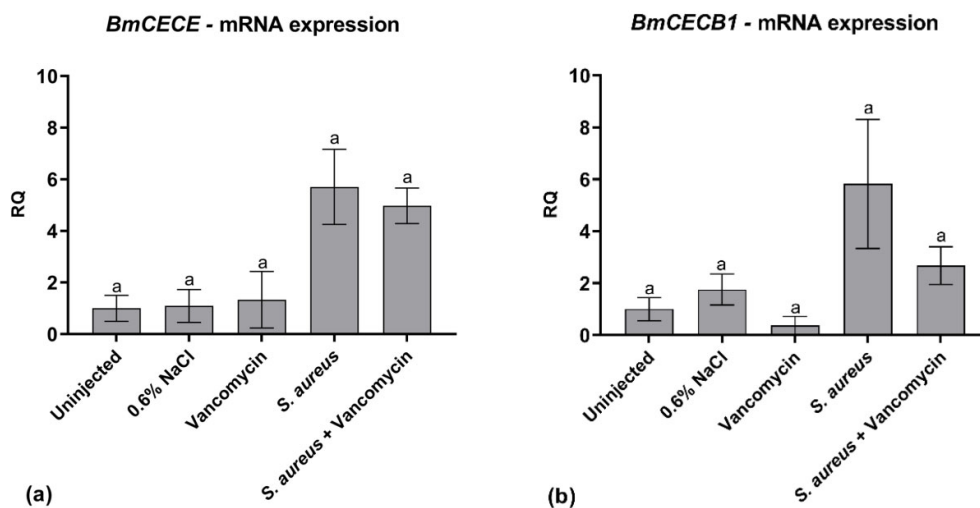 BmCECE - mRNA expression
10
8
6
4
2
0
RQ
a
a
a
a
a
Uninjected
0.6% NaCl
Vancomycin
S. aureus
S. aureus + Vancomycin
(a)
BmCECB1 - mRNA expression
10
8
6
4
2
0
RQ
a
a
a
a
a
Uninjected
0.6% NaCl
Vancomycin
S. aureus
S. aureus + Vancomycin
(b)